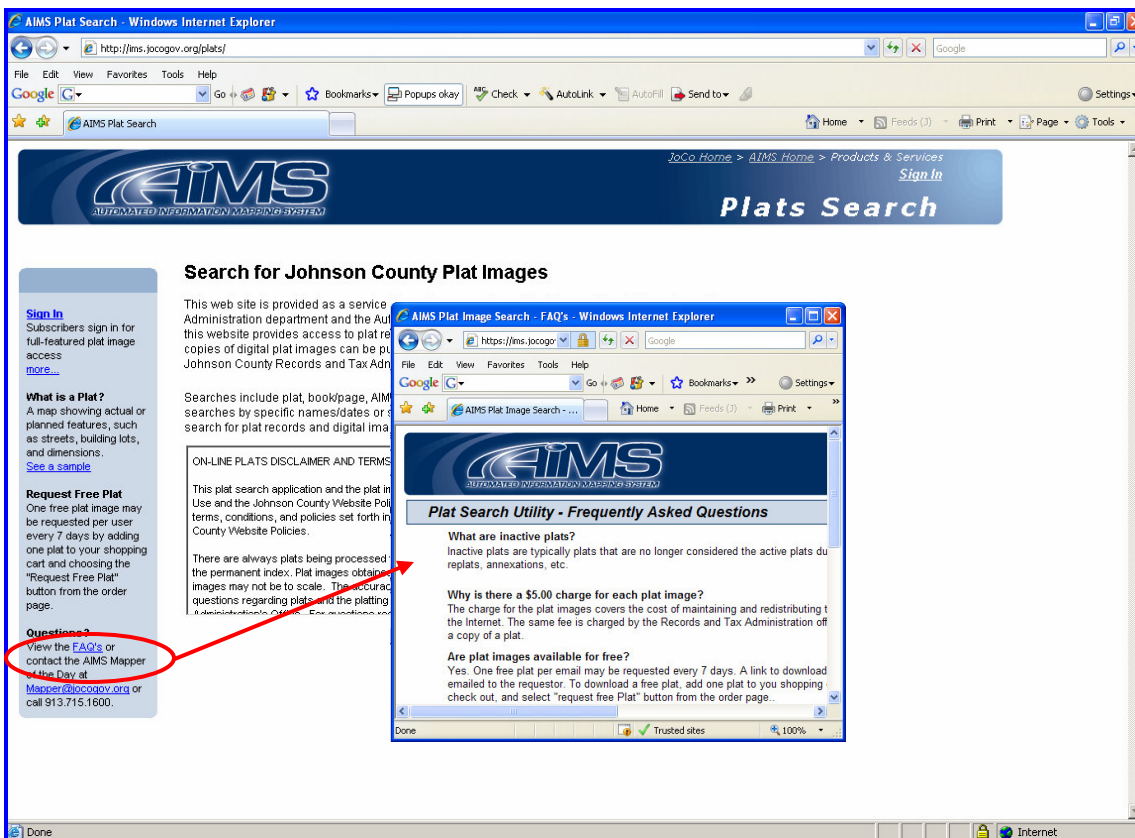 AIMS Plat Search - Windows Internet Explorer
http://ims.jocogov.org/plats/
Google
File Edit View Favorites Tools Help
Google G Go Bookmarks Popups okay ABC Check AutoLink AutoFill Send to Settings
AIMS Plat Search
Home Feeds (J) Print Page Tools
AIMS
AUTOMATED INFORMATION MAPPING SYSTEM
JoCo Home > AIMS Home > Products & Services
Sign In
Plats Search
Sign In
Subscribers sign in for
full-featured plat image
access
more...
What is a Plat?
A map showing actual or
planned features, such
as streets, building lots,
and dimensions.
See a sample
Request Free Plat
One free plat image may
be requested per user
every 7 days by adding
one plat to your shopping
cart and choosing the
"Request Free Plat"
button from the order
page.
Questions?
View the FAQ's or
contact the AIMS Mapper
of the Day at
Mapper@jocogov.org or
call 913.715.1600.
Search for Johnson County Plat Images
This web site is provided as a service
Administration department and the Aut
this website provides access to plat re
copies of digital plat images can be pu
Johnson County Records and Tax Adn
Searches include plat, book/page, AIM
searches by specific names/dates or s
search for plat records and digital ima
ON-LINE PLATS DISCLAIMER AND TERMS
This plat search application and the plat in
Use and the Johnson County Website Poli
terms, conditions, and policies set forth in
County Website Policies.
There are always plats being processed
the permanent index. Plat images obtained
images may not be to scale. The accurac
questions regarding plats and the platting
Administration's Office. For questions reg
AIMS Plat Image Search - FAQ's - Windows Internet Explorer
https://ims.jocogov
Google
File Edit View Favorites Tools Help
Google G Go Bookmarks Settings
AIMS Plat Image Search - ...
Home Feeds (J) Print
AIMS
AUTOMATED INFORMATION MAPPING SYSTEM
Plat Search Utility - Frequently Asked Questions
What are inactive plats?
Inactive plats are typically plats that are no longer considered the active plats du
replats, annexations, etc.
Why is there a $5.00 charge for each plat image?
The charge for the plat images covers the cost of maintaining and redistributing t
the Internet. The same fee is charged by the Records and Tax Administration off
a copy of a plat.
Are plat images available for free?
Yes. One free plat per email may be requested every 7 days. A link to download
emailed to the requestor. To download a free plat, add one plat to you shopping
check out, and select "request free Plat" button from the order page..
Done Trusted sites 100%
Done Internet